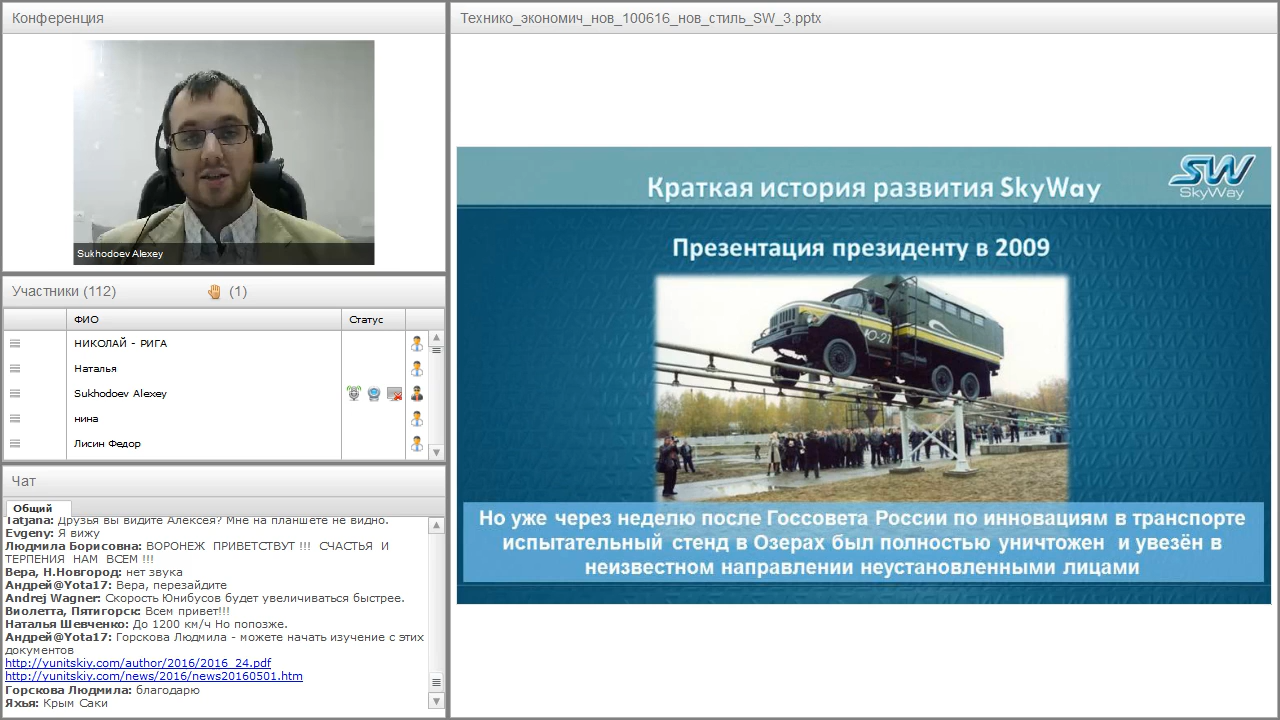 Конференция
Sukhodoev Alexey
Участники (112)
(1)
ФИО
Статус
НИКОЛАЙ - РИГА
Наталья
Sukhodoev Alexey
нина
Лисин Федор
Чат
Общий
Tatjana: Друзья вы видите Алексея? Мне на планшете не видно.
Evgeny: Я вижу
Людмила Борисовна: ВОРОНЕЖ ПРИВЕТСТВУТ !!! СЧАСТЬЯ И
ТЕРПЕНИЯ НАМ ВСЕМ !!!
Вера, Н.Новгород: нет звука
Андрей@Yota17: Вера, перезайдите
Andrej Wagner: Скорость Юнибусов будет увеличиваться быстрее.
Виолетта, Пятигорск: Всем привет!!!
Наталья Шевченко: До 1200 км/ч Но попозже.
Андрей@Yota17: Горскова Людмила - можете начать изучение с этих
документов
http://yunitskiy.com/author/2016/2016_24.pdf
http://yunitskiy.com/news/2016/news20160501.htm
Горскова Людмила: благодарю
Яхья: Крым Саки
Технико_экономич_нов_100616_нов_стиль_SW_3.pptx
Краткая история развития SkyWay
SW
SkyWay
Презентация президенту в 2009
Ю-21
Но уже через неделю после Госсовета России по инновациям в транспорте
испытательный стенд в Озерах был полностью уничтожен и увезён в
неизвестном направлении неустановленными лицами